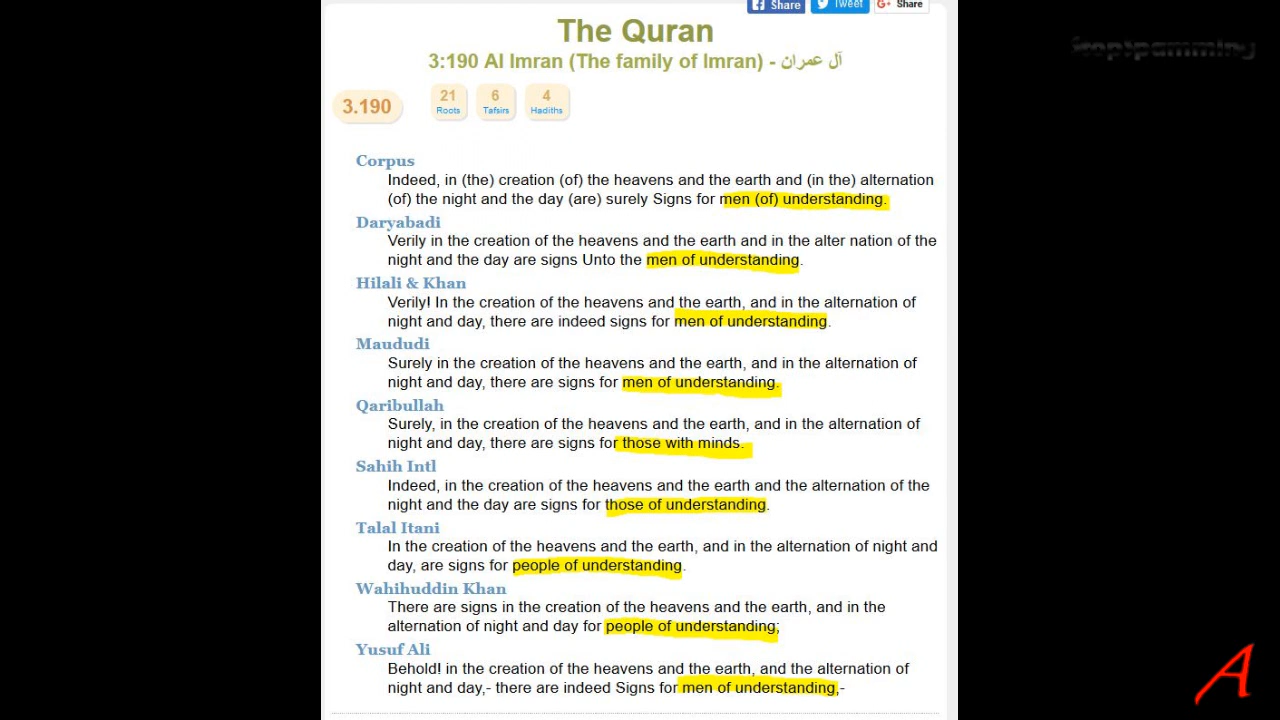 Share
Tweet
G+ Share
The Quran
3:190 Al Imran (The family of Imran) - آل عمران
3.190
21
Roots
6
Tafsirs
4
Hadiths
Corpus
Indeed, in (the) creation (of) the heavens and the earth and (in the) alternation
(of) the night and the day (are) surely Signs for men (of) understanding.
Daryabadi
Verily in the creation of the heavens and the earth and in the alter nation of the
night and the day are signs Unto the men of understanding.
Hilali & Khan
Verily! In the creation of the heavens and the earth, and in the alternation of
night and day, there are indeed signs for men of understanding.
Maududi
Surely in the creation of the heavens and the earth, and in the alternation of
night and day, there are signs for men of understanding.
Qaribullah
Surely, in the creation of the heavens and the earth, and in the alternation of
night and day, there are signs for those with minds.
Sahih Intl
Indeed, in the creation of the heavens and the earth and the alternation of the
night and the day are signs for those of understanding.
Talal Itani
In the creation of the heavens and the earth, and in the alternation of night and
day, are signs for people of understanding.
Wahihuddin Khan
There are signs in the creation of the heavens and the earth, and in the
alternation of night and day for people of understanding;
Yusuf Ali
Behold! in the creation of the heavens and the earth, and the alternation of
night and day,- there are indeed Signs for men of understanding,-
A